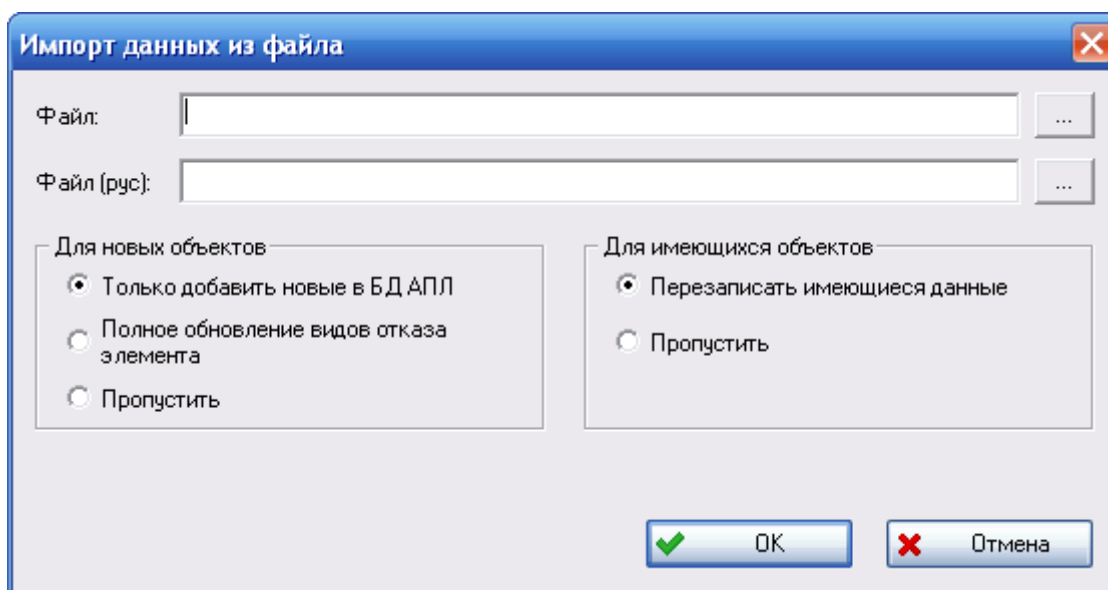 Импорт данных из файла
Файл:
...
Файл (рус):
...
Для новых объектов
Только добавить новые в БД АПЛ
Полное обновление видов отказа
элемента
Пропустить
Для имеющихся объектов
Перезаписать имеющиеся данные
Пропустить
OK
Отмена